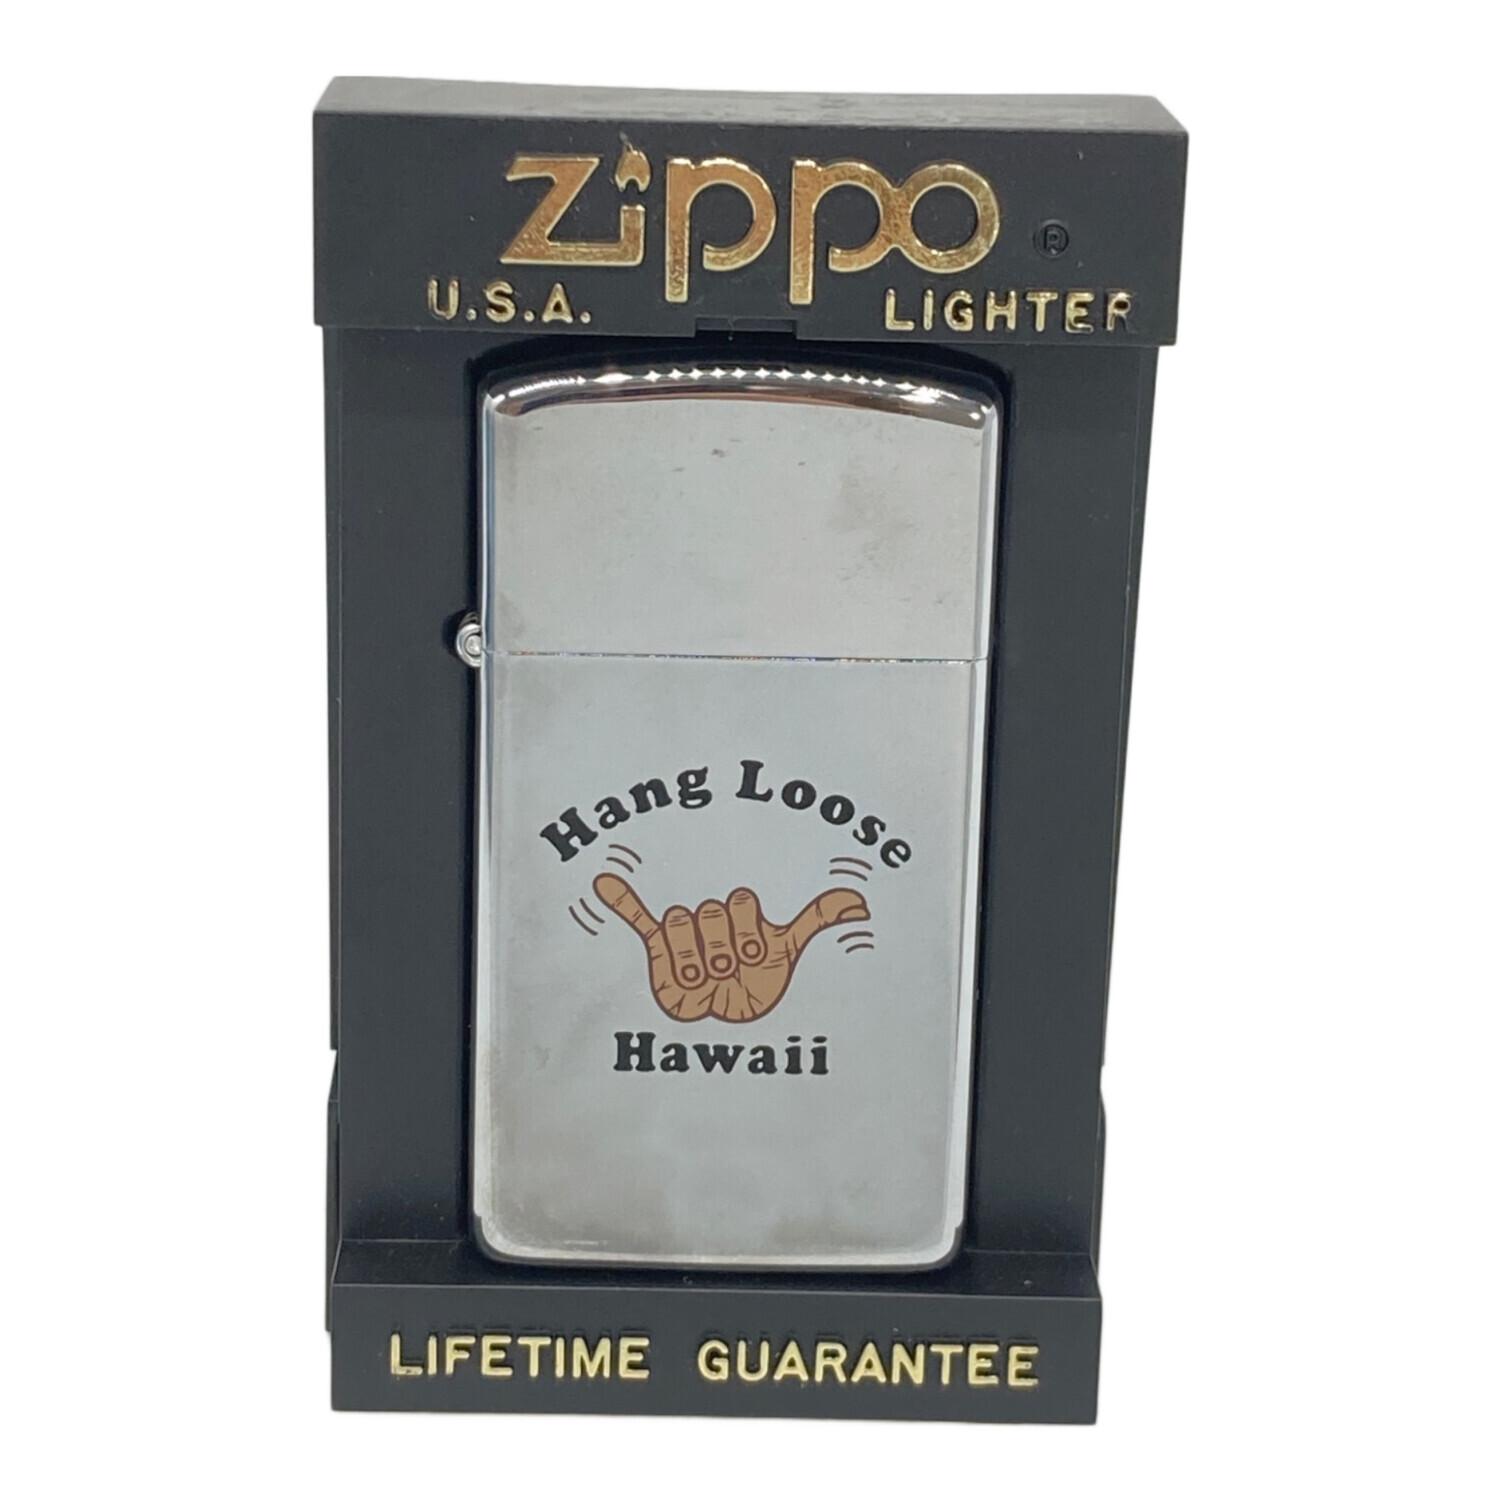 zippo ®
U.S.A. LIGHTER
Hang Loose
Hawaii
LIFETIME GUARANTEE